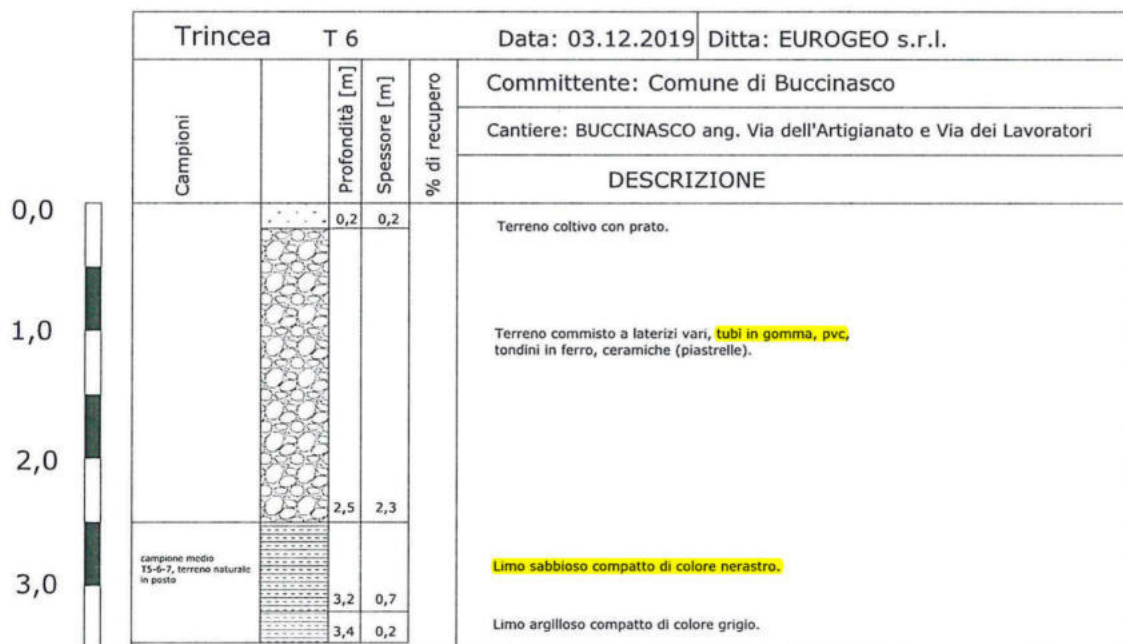 Trincea T 6 Data: 03.12.2019 Ditta: EUROGEO s.r.l.
Committente: Comune di Buccinasco
Cantiere: BUCCINASCO ang. Via dell'Artigianato e Via dei Lavoratori
Campioni Profondità [m] Spessore [m] % di recupero DESCRIZIONE
0,0
0,2 0,2 Terreno coltivo con prato.
1,0
Terreno commisto a laterizi vari, tubi in gomma, pvc,
tondini in ferro, ceramiche (piastrelle).
2,0
2,5 2,3
campione medio
T5-6-7, terreno naturale
in posto
Limo sabbioso compatto di colore nerastro.
3,0
3,2 0,7
3,4 0,2 Limo argilloso compatto di colore grigio.